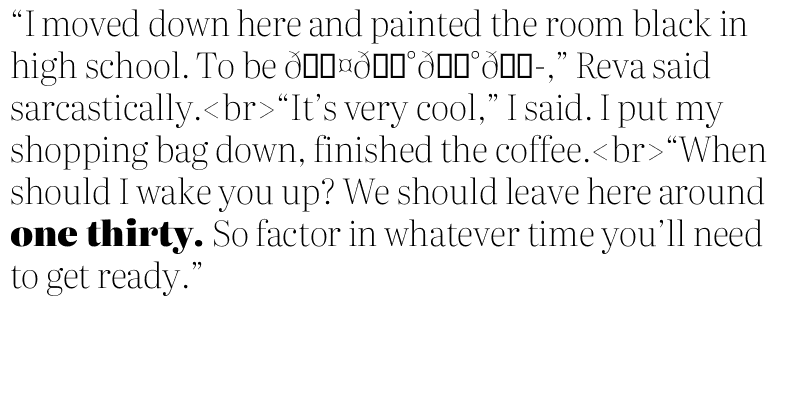 “I moved down here and painted the room black in
high school. To be ð▯▯¤ð▯▯°ð▯▯°ð▯▯-,” Reva said
sarcastically.<br>“It’s very cool,” I said. I put my
shopping bag down, finished the coffee.<br>“When
should I wake you up? We should leave here around
one thirty. So factor in whatever time you’ll need
to get ready.”